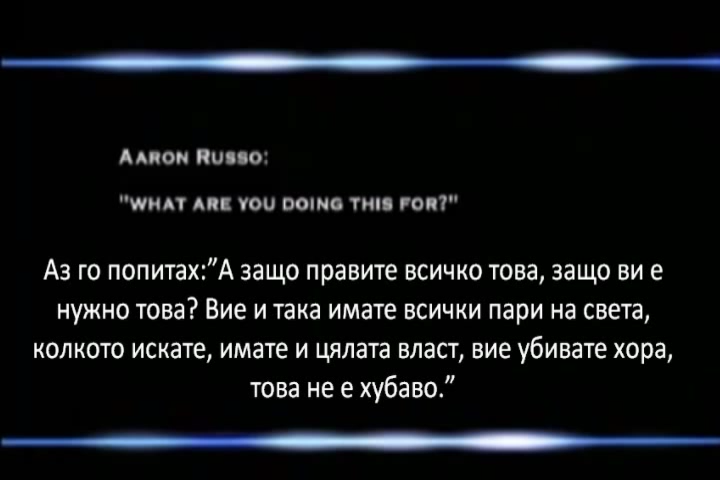 AARON RUSSO:
"WHAT ARE YOU DOING THIS FOR?"
Аз го попитах:”А защо правите всичко това, защо ви е
нужно това? Вие и така имате всички пари на света,
колкото искате, имате и цялата власт, вие убивате хора,
това не е хубаво.”